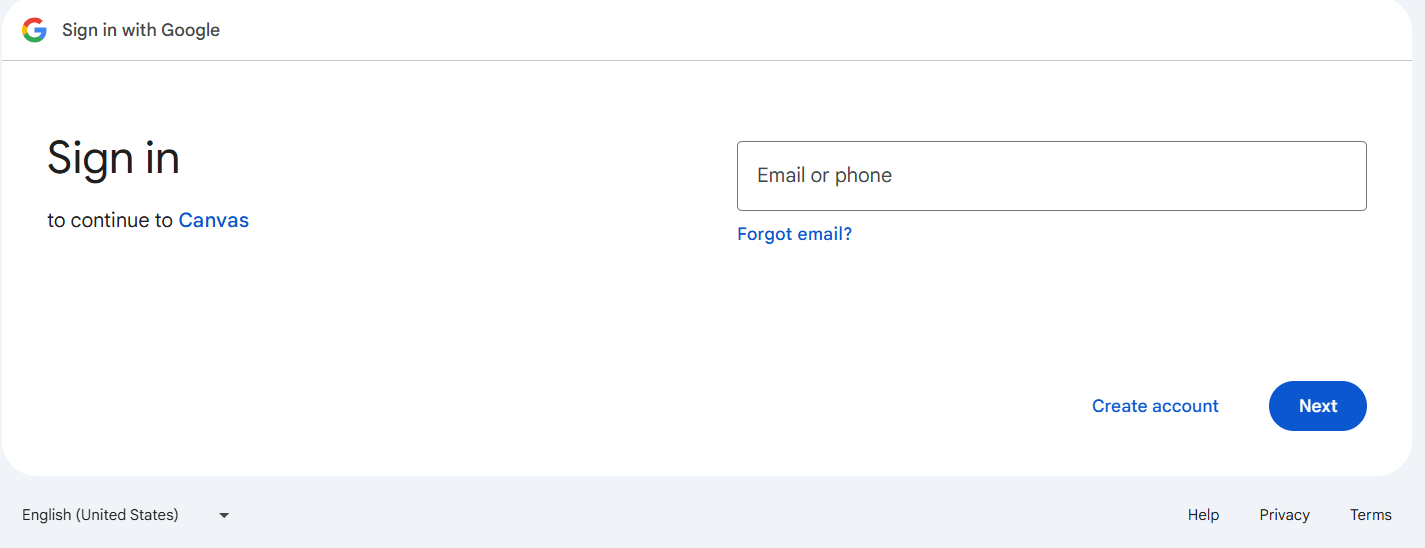 Sign in with Google
Sign in
to continue to Canvas
Email or phone
Forgot email?
Create account
Next
English (United States)
Help
Privacy
Terms